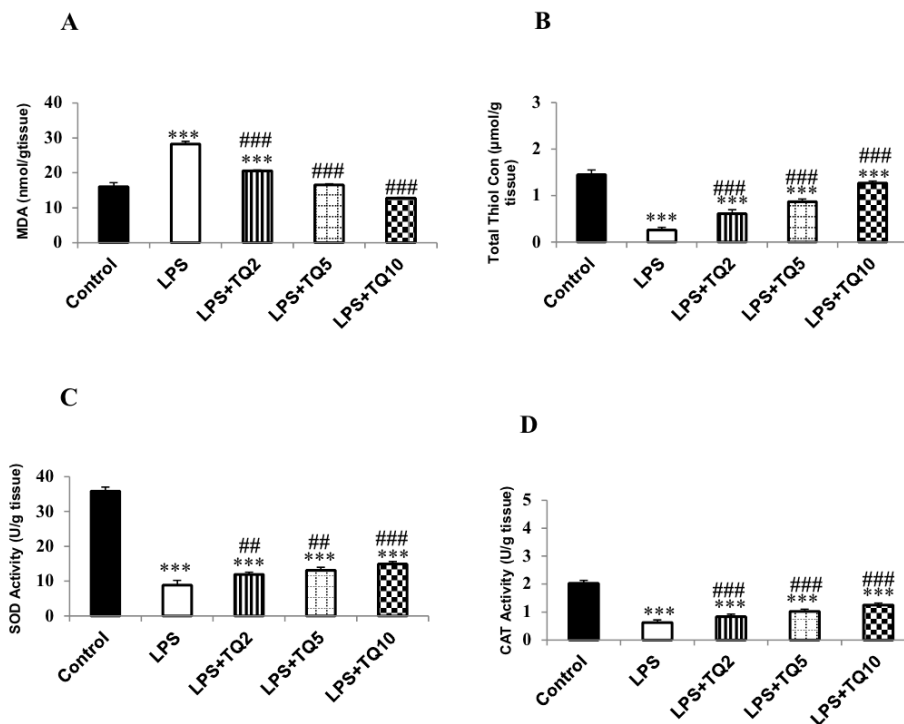 A
MDA (nmol/gtissue)
40
30
20
10
0
***
###
***
###
###
Control
LPS
LPS+TQ2
LPS+TQ5
LPS+TQ10
B
Total Thiol Con (µmol/g
tissue)
3
2
1
0
***
###
***
###
***
###
***
Control
LPS
LPS+TQ2
LPS+TQ5
LPS+TQ10
C
SOD Activity (U/g tissue)
40
30
20
10
0
***
##
***
##
***
###
***
Control
LPS
LPS+TQ2
LPS+TQ5
LPS+TQ10
D
CAT Activity (U/g tissue)
5
4
3
2
1
0
***
###
***
###
***
###
***
Control
LPS
LPS+TQ2
LPS+TQ5
LPS+TQ10